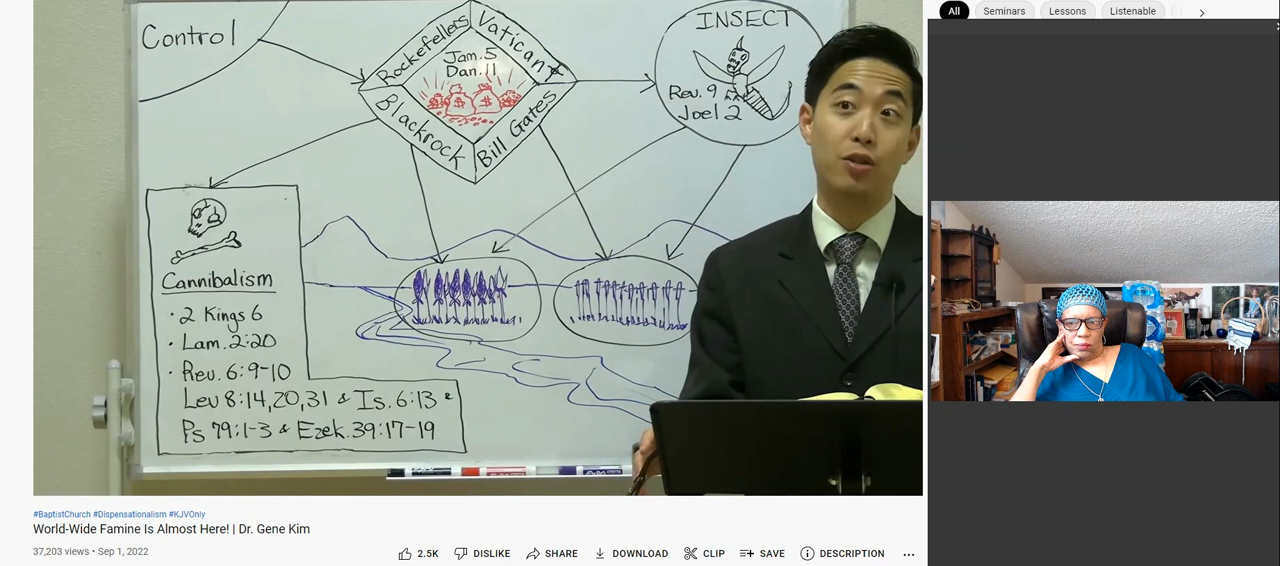 Control
Rockefellers
Vatican
Jam. 5
Dan. 11
$ $
Blackrock
Bill Gates
INSECT
Rev. 9
Joel 2
Cannibalism
• 2 Kings 6
• Lam. 2:20
• Rev. 6:9-10
Lev 8:14,20,31 & Is. 6:13 &
Ps 79:1-3 & Ezek. 39:17-19
All Seminars Lessons Listenable
#BaptistChurch #Dispensationalism #KJVOnly
World-Wide Famine Is Almost Here! | Dr. Gene Kim
37,203 views • Sep 1, 2022
2.5K DISLIKE SHARE DOWNLOAD CLIP SAVE DESCRIPTION ...